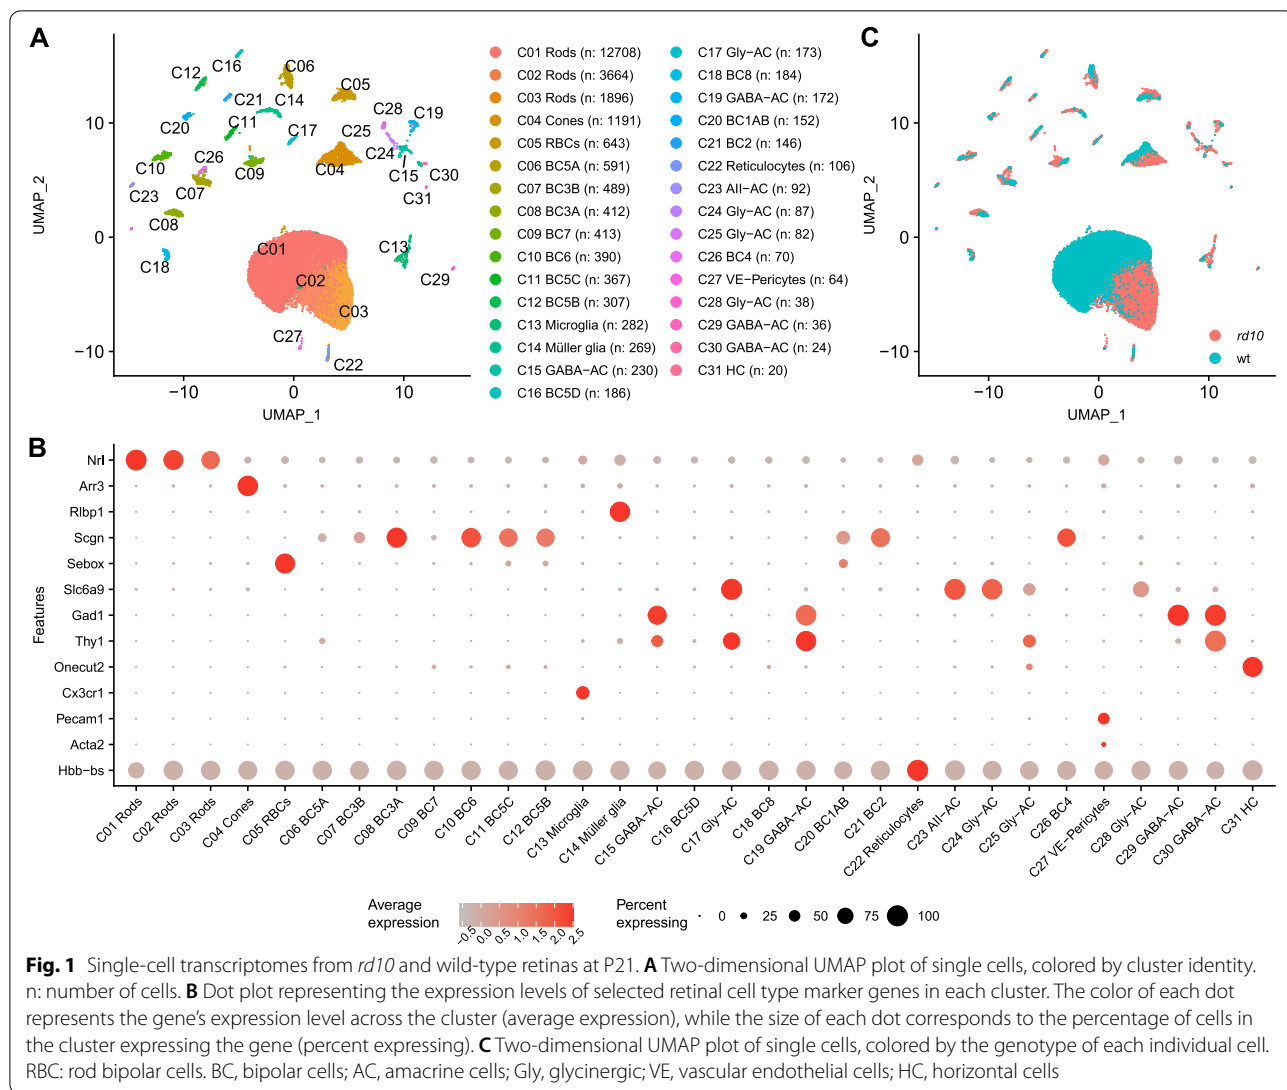 A
C12
C16
C06
C05
C20
C21
C14
C11
C17
C25
C28
C19
C10
C26
C09
C04
C24
C15
C30
C31
C23
C07
C08
C18
C01
C02
C03
C13
C29
C27
C22
10
0
−10
−10
0
10
UMAP_2
UMAP_1
C01 Rods (n: 12708)
C02 Rods (n: 3664)
C03 Rods (n: 1896)
C04 Cones (n: 1191)
C05 RBCs (n: 643)
C06 BC5A (n: 591)
C07 BC3B (n: 489)
C08 BC3A (n: 412)
C09 BC7 (n: 413)
C10 BC6 (n: 390)
C11 BC5C (n: 367)
C12 BC5B (n: 307)
C13 Microglia (n: 282)
C14 Müller glia (n: 269)
C15 GABA−AC (n: 230)
C16 BC5D (n: 186)
C17 Gly−AC (n: 173)
C18 BC8 (n: 184)
C19 GABA−AC (n: 172)
C20 BC1AB (n: 152)
C21 BC2 (n: 146)
C22 Reticulocytes (n: 106)
C23 AII−AC (n: 92)
C24 Gly−AC (n: 87)
C25 Gly−AC (n: 82)
C26 BC4 (n: 70)
C27 VE−Pericytes (n: 64)
C28 Gly−AC (n: 38)
C29 GABA−AC (n: 36)
C30 GABA−AC (n: 24)
C31 HC (n: 20)
C
10
0
−10
−10
0
10
UMAP_2
UMAP_1
rd10
wt
B
Features
Nrl
Arr3
Rlbp1
Scgn
Sebox
Slc6a9
Gad1
Thy1
Onecut2
Cx3cr1
Pecam1
Acta2
Hbb−bs
C01 Rods
C02 Rods
C03 Rods
C04 Cones
C05 RBCs
C06 BC5A
C07 BC3B
C08 BC3A
C09 BC7
C10 BC6
C11 BC5C
C12 BC5B
C13 Microglia
C14 Müller glia
C15 GABA−AC
C16 BC5D
C17 Gly−AC
C18 BC8
C19 GABA−AC
C20 BC1AB
C21 BC2
C22 Reticulocytes
C23 AII−AC
C24 Gly−AC
C25 Gly−AC
C26 BC4
C27 VE−Pericytes
C28 Gly−AC
C29 GABA−AC
C30 GABA−AC
C31 HC
Average
expression
−0.5
0.0
0.5
1.0
1.5
2.0
2.5
Percent
expressing
0
25
50
75
100
Fig. 1 Single-cell transcriptomes from rd10 and wild-type retinas at P21. A Two-dimensional UMAP plot of single cells, colored by cluster identity.
n: number of cells. B Dot plot representing the expression levels of selected retinal cell type marker genes in each cluster. The color of each dot
represents the gene's expression level across the cluster (average expression), while the size of each dot corresponds to the percentage of cells in
the cluster expressing the gene (percent expressing). C Two-dimensional UMAP plot of single cells, colored by the genotype of each individual cell.
RBC: rod bipolar cells. BC, bipolar cells; AC, amacrine cells; Gly, glycinergic; VE, vascular endothelial cells; HC, horizontal cells